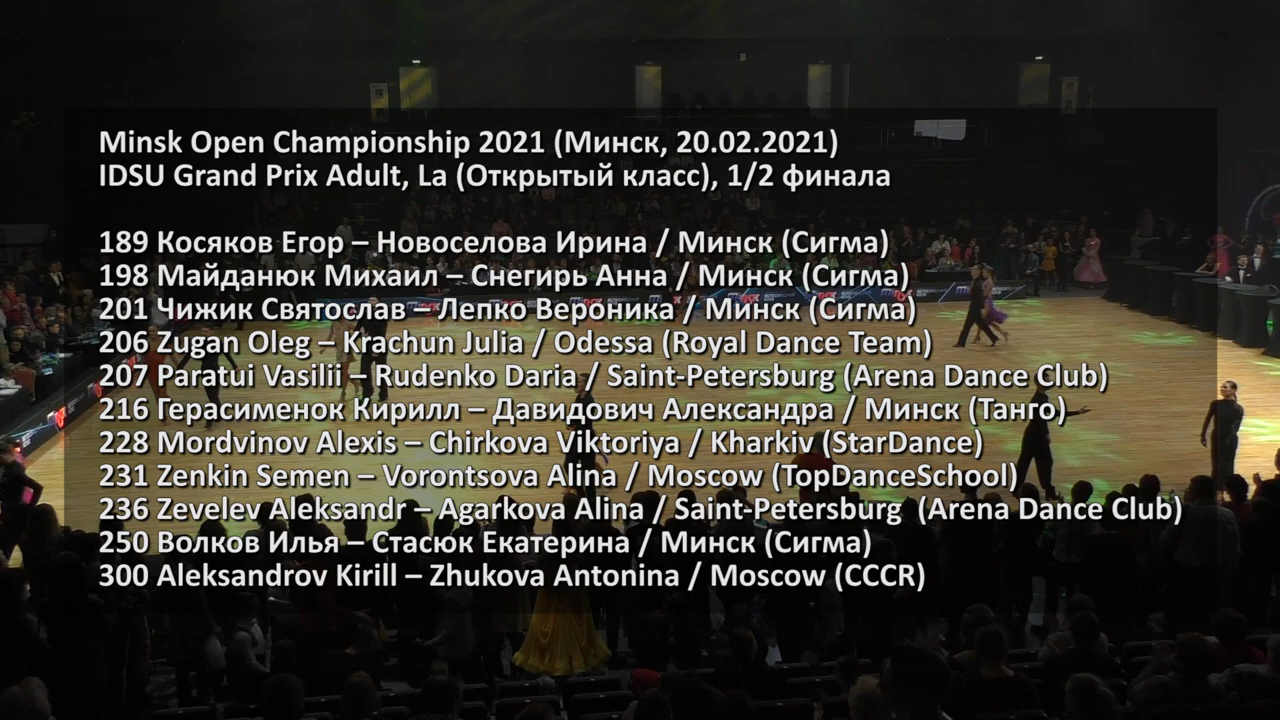 Minsk Open Championship 2021 (Минск, 20.02.2021)
IDSU Grand Prix Adult, La (Открытый класс), 1/2 финала
189 Косяков Егор – Новоселова Ирина / Минск (Сигма)
198 Майданюк Михаил – Снегирь Анна / Минск (Сигма)
201 Чижик Святослав – Лепко Вероника / Минск (Сигма)
206 Zugan Oleg – Krachun Julia / Odessa (Royal Dance Team)
207 Paratui Vasilii – Rudenko Daria / Saint-Petersburg (Arena Dance Club)
216 Герасименок Кирилл – Давидович Александра / Минск (Танго)
228 Mordvinov Alexis – Chirkova Viktoriya / Kharkiv (StarDance)
231 Zenkin Semen – Vorontsova Alina / Moscow (TopDanceSchool)
236 Zevelev Aleksandr – Agarkova Alina / Saint-Petersburg  (Arena Dance Club)
250 Волков Илья – Стасюк Екатерина / Минск (Сигма)
300 Aleksandrov Kirill – Zhukova Antonina / Moscow (CCCR)